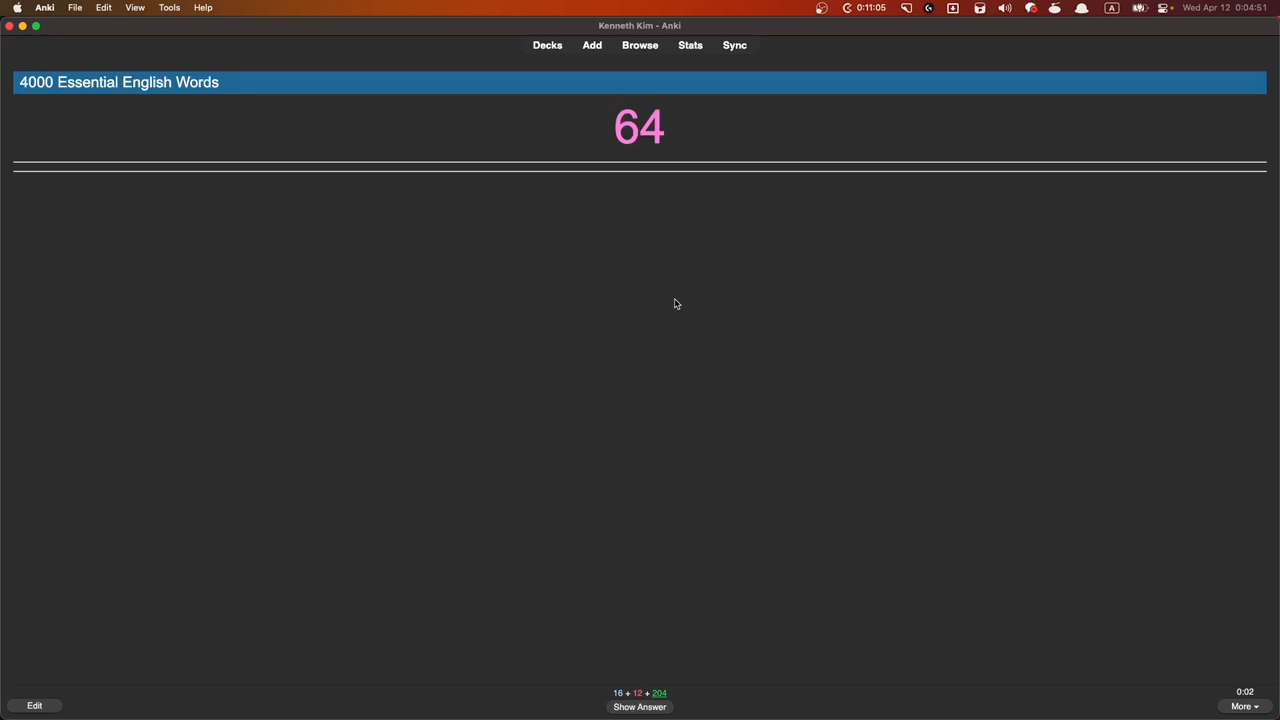 Anki File Edit View Tools Help 0:11:05 A Wed Apr 12 0:04:51
Kenneth Kim - Anki
Decks Add Browse Stats Sync
4000 Essential English Words
64
16 + 12 + 204
0:02
Edit Show Answer More